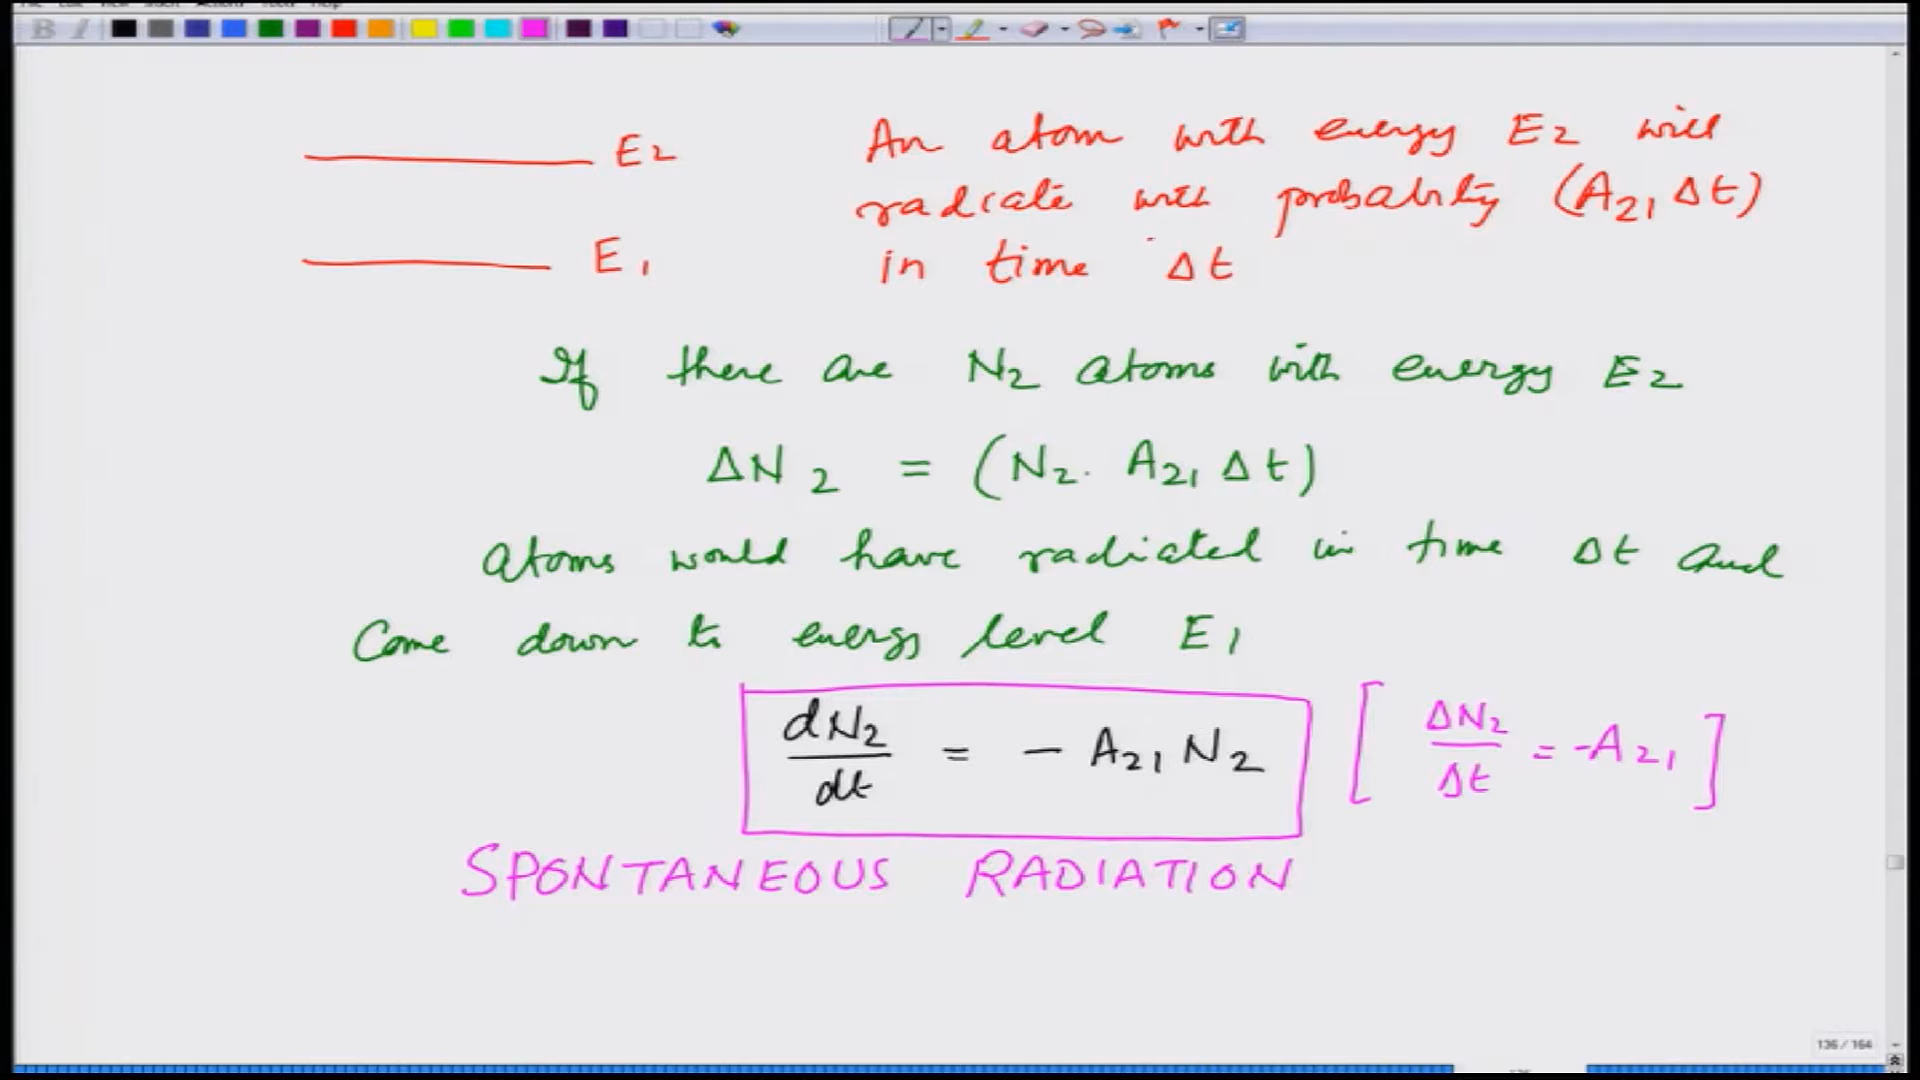 E2
An atom with energy E2 will
radiate with probability (A21 Δt)
E1
in time Δt
If there are N2 atoms with energy E2
ΔN2 = (N2. A21 Δt)
atoms would have radiated in time Δt and
Come down to energy level E1
dN2/dt = - A21 N2 [ΔN2/Δt = -A21]
SPONTANEOUS RADIATION
136 / 164